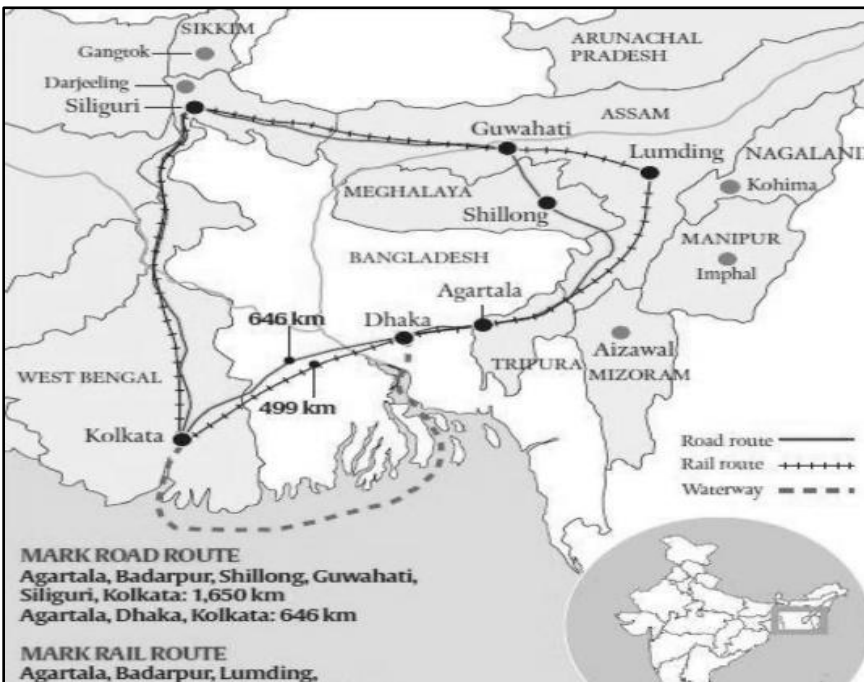 SIKKIM
Gangtok
ARUNACHAL
PRADESH
Darjeeling
Siliguri
ASSAM
Guwahati
Lumding
NAGALAND
MEGHALAYA
Kohima
Shillong
MANIPUR
BANGLADESH
Imphal
Agartala
646 km
Dhaka
Aizawal
TRIPURA
WEST BENGAL
MIZORAM
499 km
Kolkata
Road route
Rail route
Waterway
MARK ROAD ROUTE
Agartala, Badarpur, Shillong, Guwahati,
Siliguri, Kolkata: 1,650 km
Agartala, Dhaka, Kolkata: 646 km
MARK RAIL ROUTE
Agartala, Badarpur, Lumding,